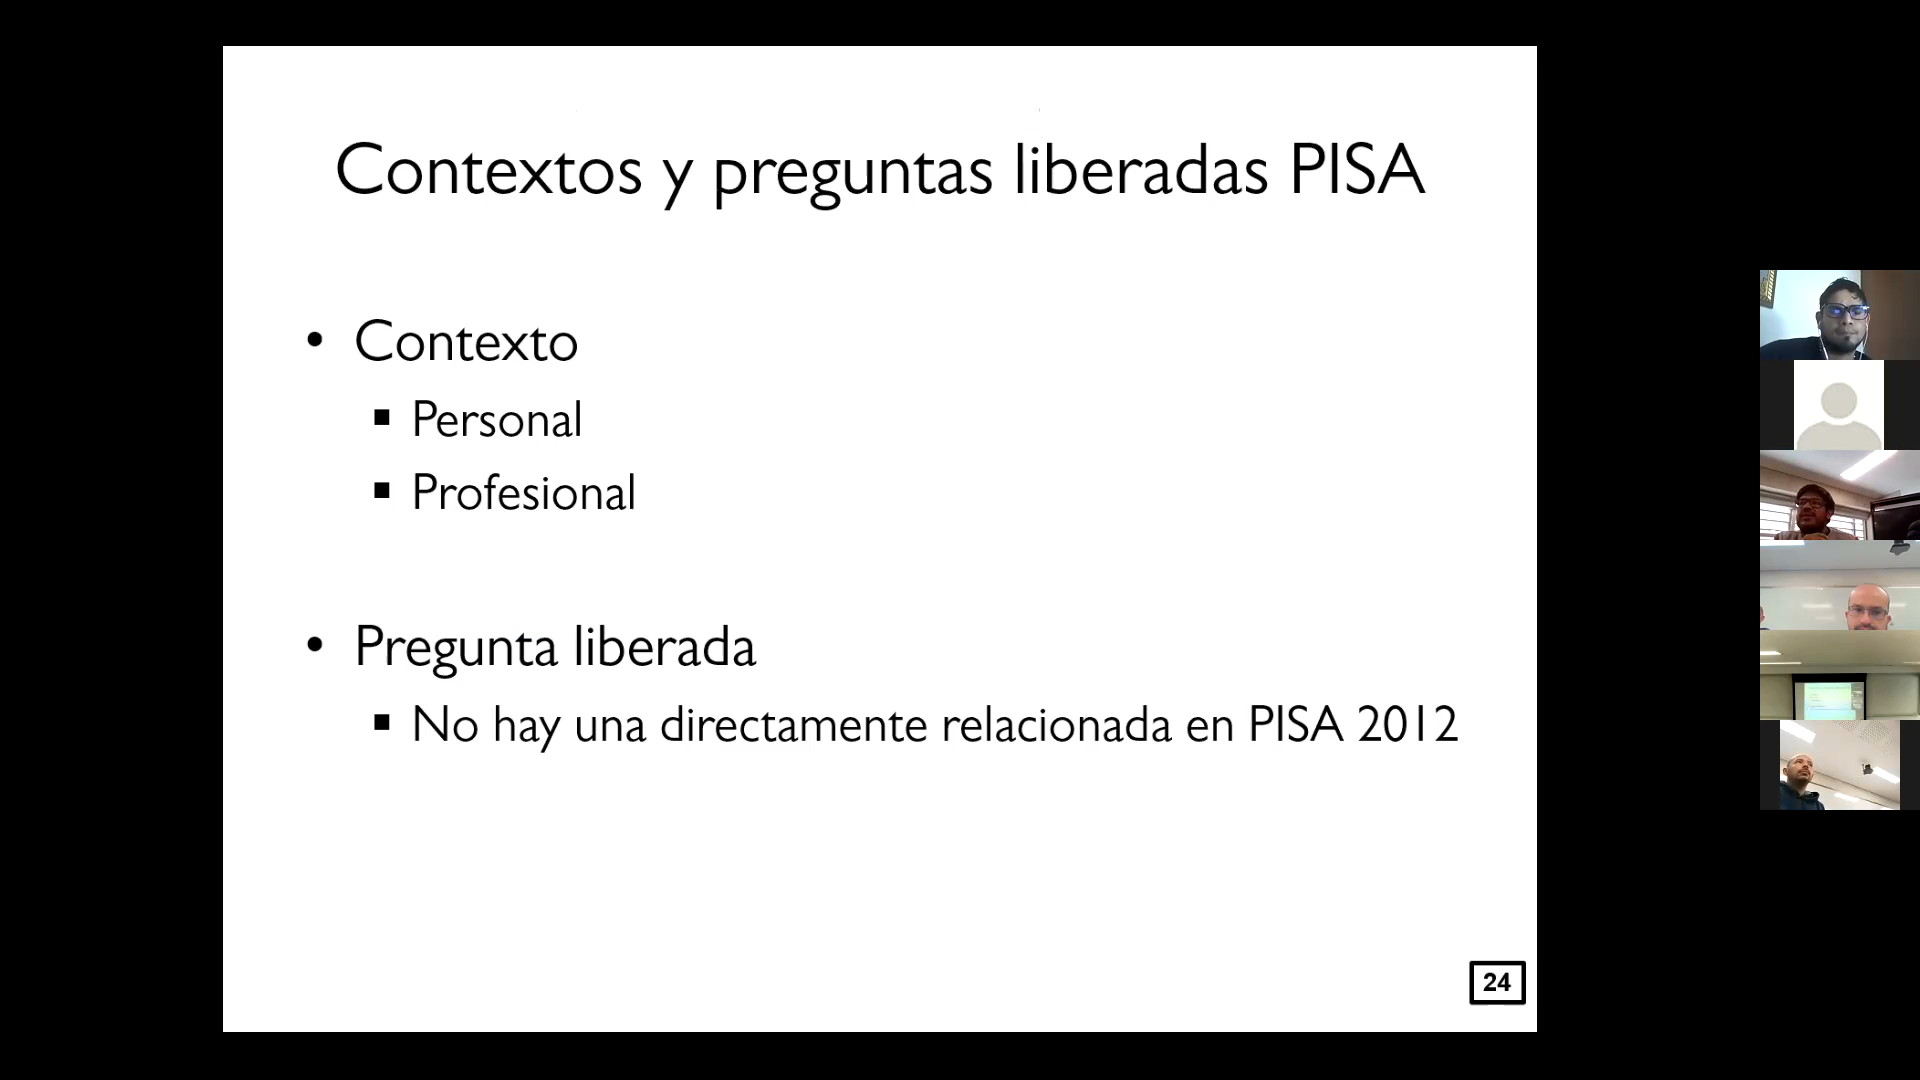 Contextos y preguntas liberadas PISA
• Contexto
▪ Personal
▪ Profesional
• Pregunta liberada
▪ No hay una directamente relacionada en PISA 2012
24